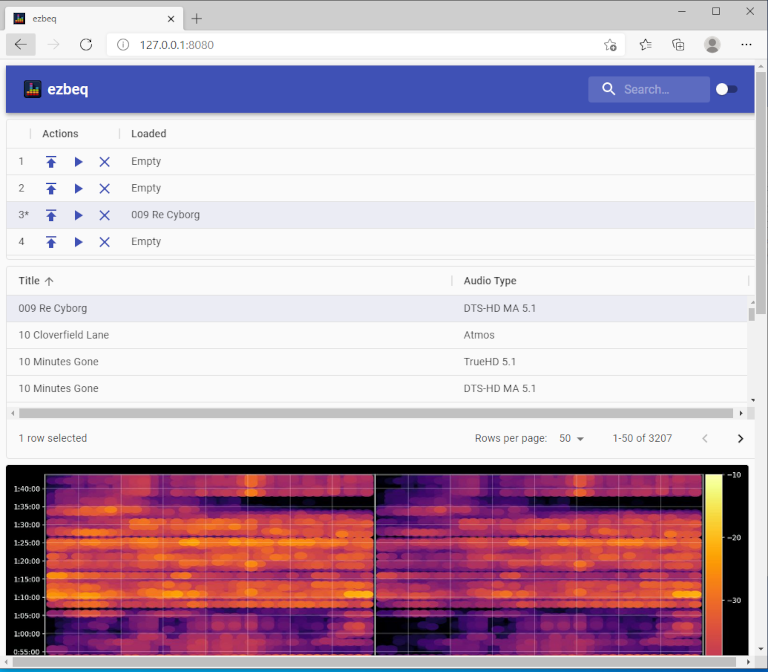 ezbeq
127.0.0.1:8080
ezbeq
Search…
Actions Loaded
1 Empty
2 Empty
3* 009 Re Cyborg
4 Empty
Title Audio Type
009 Re Cyborg DTS-HD MA 5.1
10 Cloverfield Lane Atmos
10 Minutes Gone TrueHD 5.1
10 Minutes Gone DTS-HD MA 5.1
1 row selected Rows per page: 50 1-50 of 3207
1:40:00
1:35:00
1:30:00
1:25:00
1:20:00
1:15:00
1:10:00
1:05:00
1:00:00
0:55:00
−10
−20
−30